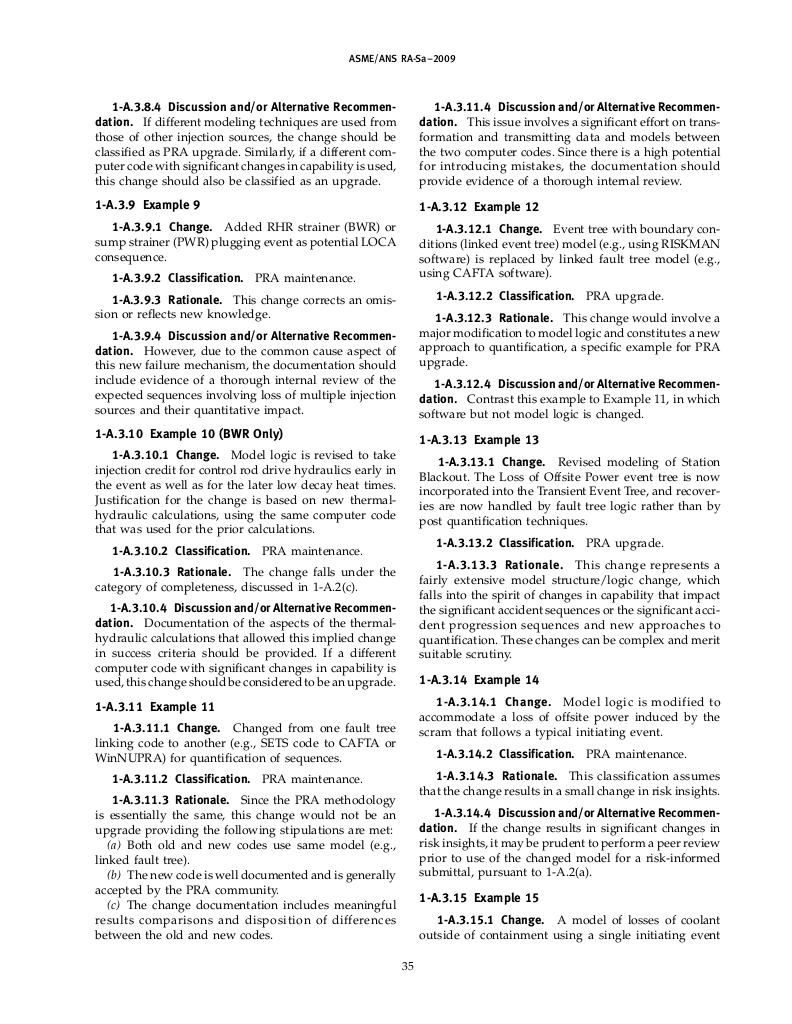 ASME/ANS RA-Sa–2009
1-A.3.8.4 Discussion and/or Alternative Recommen-
dation. If different modeling techniques are used from
those of other injection sources, the change should be
classified as PRA upgrade. Similarly, if a different com-
puter code with significant changes in capability is used,
this change should also be classified as an upgrade.
1-A.3.9 Example 9
1-A.3.9.1 Change. Added RHR strainer (BWR) or
sump strainer (PWR) plugging event as potential LOCA
consequence.
1-A.3.9.2 Classification. PRA maintenance.
1-A.3.9.3 Rationale. This change corrects an omis-
sion or reflects new knowledge.
1-A.3.9.4 Discussion and/or Alternative Recommen-
dation. However, due to the common cause aspect of
this new failure mechanism, the documentation should
include evidence of a thorough internal review of the
expected sequences involving loss of multiple injection
sources and their quantitative impact.
1-A.3.10 Example 10 (BWR Only)
1-A.3.10.1 Change. Model logic is revised to take
injection credit for control rod drive hydraulics early in
the event as well as for the later low decay heat times.
Justification for the change is based on new thermal-
hydraulic calculations, using the same computer code
that was used for the prior calculations.
1-A.3.10.2 Classification. PRA maintenance.
1-A.3.10.3 Rationale. The change falls under the
category of completeness, discussed in 1-A.2(c).
1-A.3.10.4 Discussion and/or Alternative Recommen-
dation. Documentation of the aspects of the thermal-
hydraulic calculations that allowed this implied change
in success criteria should be provided. If a different
computer code with significant changes in capability is
used, this change should be considered to be an upgrade.
1-A.3.11 Example 11
1-A.3.11.1 Change. Changed from one fault tree
linking code to another (e.g., SETS code to CAFTA or
WinNUPRA) for quantification of sequences.
1-A.3.11.2 Classification. PRA maintenance.
1-A.3.11.3 Rationale. Since the PRA methodology
is essentially the same, this change would not be an
upgrade providing the following stipulations are met:
(a) Both old and new codes use same model (e.g.,
linked fault tree).
(b) The new code is well documented and is generally
accepted by the PRA community.
(c) The change documentation includes meaningful
results comparisons and disposition of differences
between the old and new codes.
1-A.3.11.4 Discussion and/or Alternative Recommen-
dation. This issue involves a significant effort on trans-
formation and transmitting data and models between
the two computer codes. Since there is a high potential
for introducing mistakes, the documentation should
provide evidence of a thorough internal review.
1-A.3.12 Example 12
1-A.3.12.1 Change. Event tree with boundary con-
ditions (linked event tree) model (e.g., using RISKMAN
software) is replaced by linked fault tree model (e.g.,
using CAFTA software).
1-A.3.12.2 Classification. PRA upgrade.
1-A.3.12.3 Rationale. This change would involve a
major modification to model logic and constitutes a new
approach to quantification, a specific example for PRA
upgrade.
1-A.3.12.4 Discussion and/or Alternative Recommen-
dation. Contrast this example to Example 11, in which
software but not model logic is changed.
1-A.3.13 Example 13
1-A.3.13.1 Change. Revised modeling of Station
Blackout. The Loss of Offsite Power event tree is now
incorporated into the Transient Event Tree, and recover-
ies are now handled by fault tree logic rather than by
post quantification techniques.
1-A.3.13.2 Classification. PRA upgrade.
1-A.3.13.3 Rationale. This change represents a
fairly extensive model structure/logic change, which
falls into the spirit of changes in capability that impact
the significant accident sequences or the significant acci-
dent progression sequences and new approaches to
quantification. These changes can be complex and merit
suitable scrutiny.
1-A.3.14 Example 14
1-A.3.14.1 Change. Model logic is modified to
accommodate a loss of offsite power induced by the
scram that follows a typical initiating event.
1-A.3.14.2 Classification. PRA maintenance.
1-A.3.14.3 Rationale. This classification assumes
that the change results in a small change in risk insights.
1-A.3.14.4 Discussion and/or Alternative Recommen-
dation. If the change results in significant changes in
risk insights, it may be prudent to perform a peer review
prior to use of the changed model for a risk-informed
submittal, pursuant to 1-A.2(a).
1-A.3.15 Example 15
1-A.3.15.1 Change. A model of losses of coolant
outside of containment using a single initiating event
35